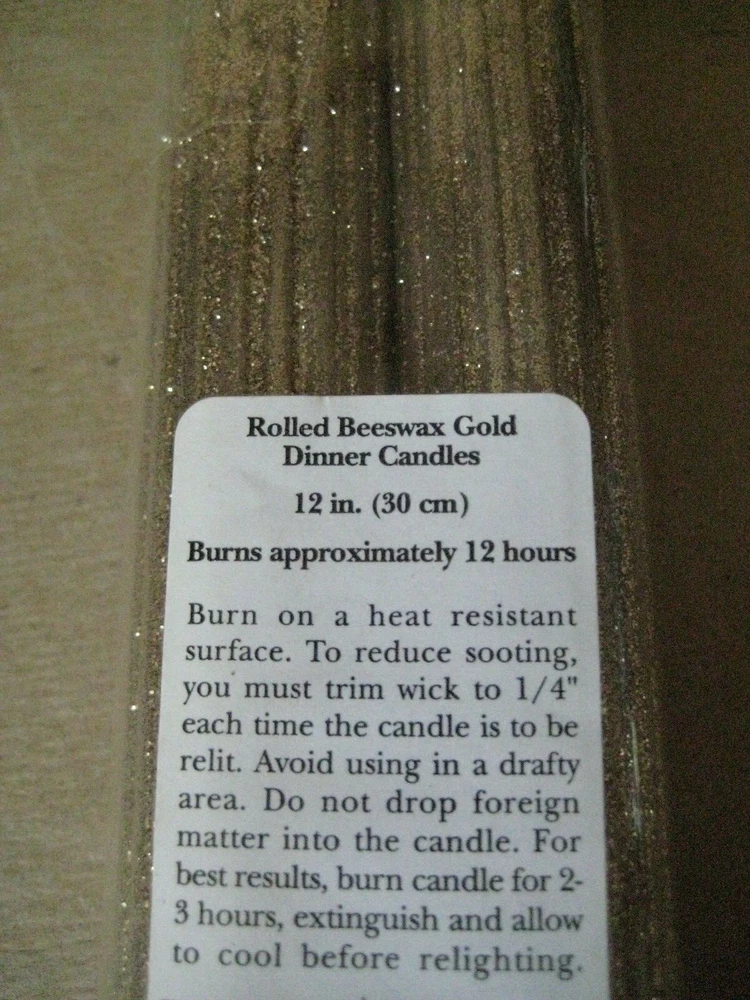 Rolled Beeswax Gold
Dinner Candles
12 in. (30 cm)
Burns approximately 12 hours
Burn on a heat resistant
surface. To reduce sooting,
you must trim wick to 1/4"
each time the candle is to be
relit. Avoid using in a drafty
area. Do not drop foreign
matter into the candle. For
best results, burn candle for 2-
3 hours, extinguish and allow
to cool before relighting.